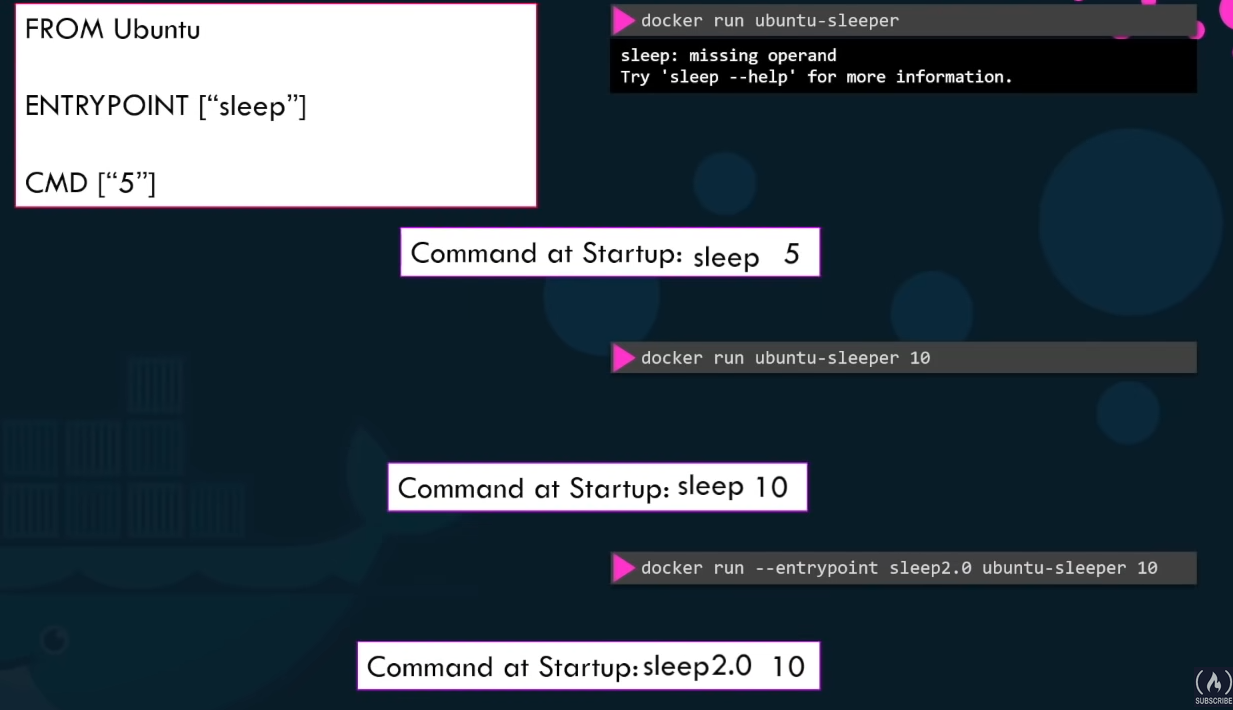 FROM Ubuntu
ENTRYPOINT [“sleep”]
CMD [“5”]
docker run ubuntu-sleeper
sleep: missing operand
Try 'sleep --help' for more information.
Command at Startup: sleep 5
docker run ubuntu-sleeper 10
Command at Startup: sleep 10
docker run --entrypoint sleep2.0 ubuntu-sleeper 10
Command at Startup: sleep2.0 10
SUBSCRIBE